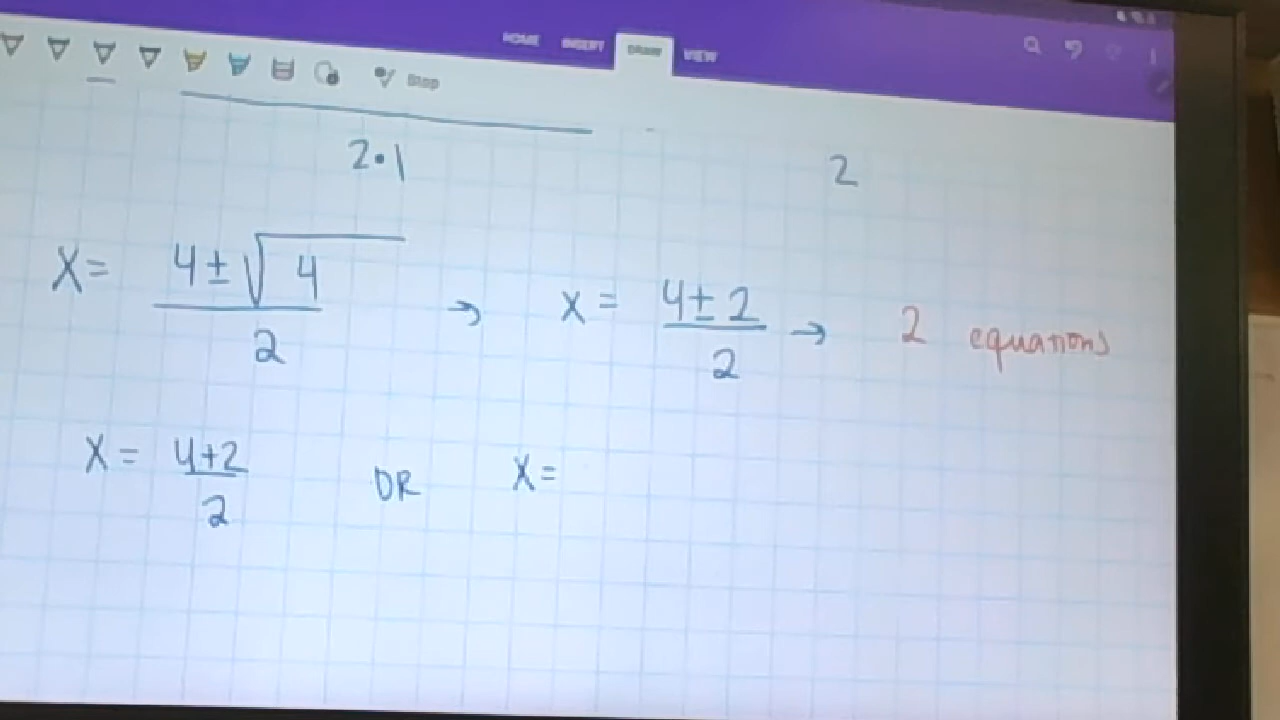 HOME INSERT DRAW VIEW
Stop
2•1
2
X= 4±√4 / 2 → x = 4±2 / 2 → 2 equations
X = 4+2 / 2 OR X=